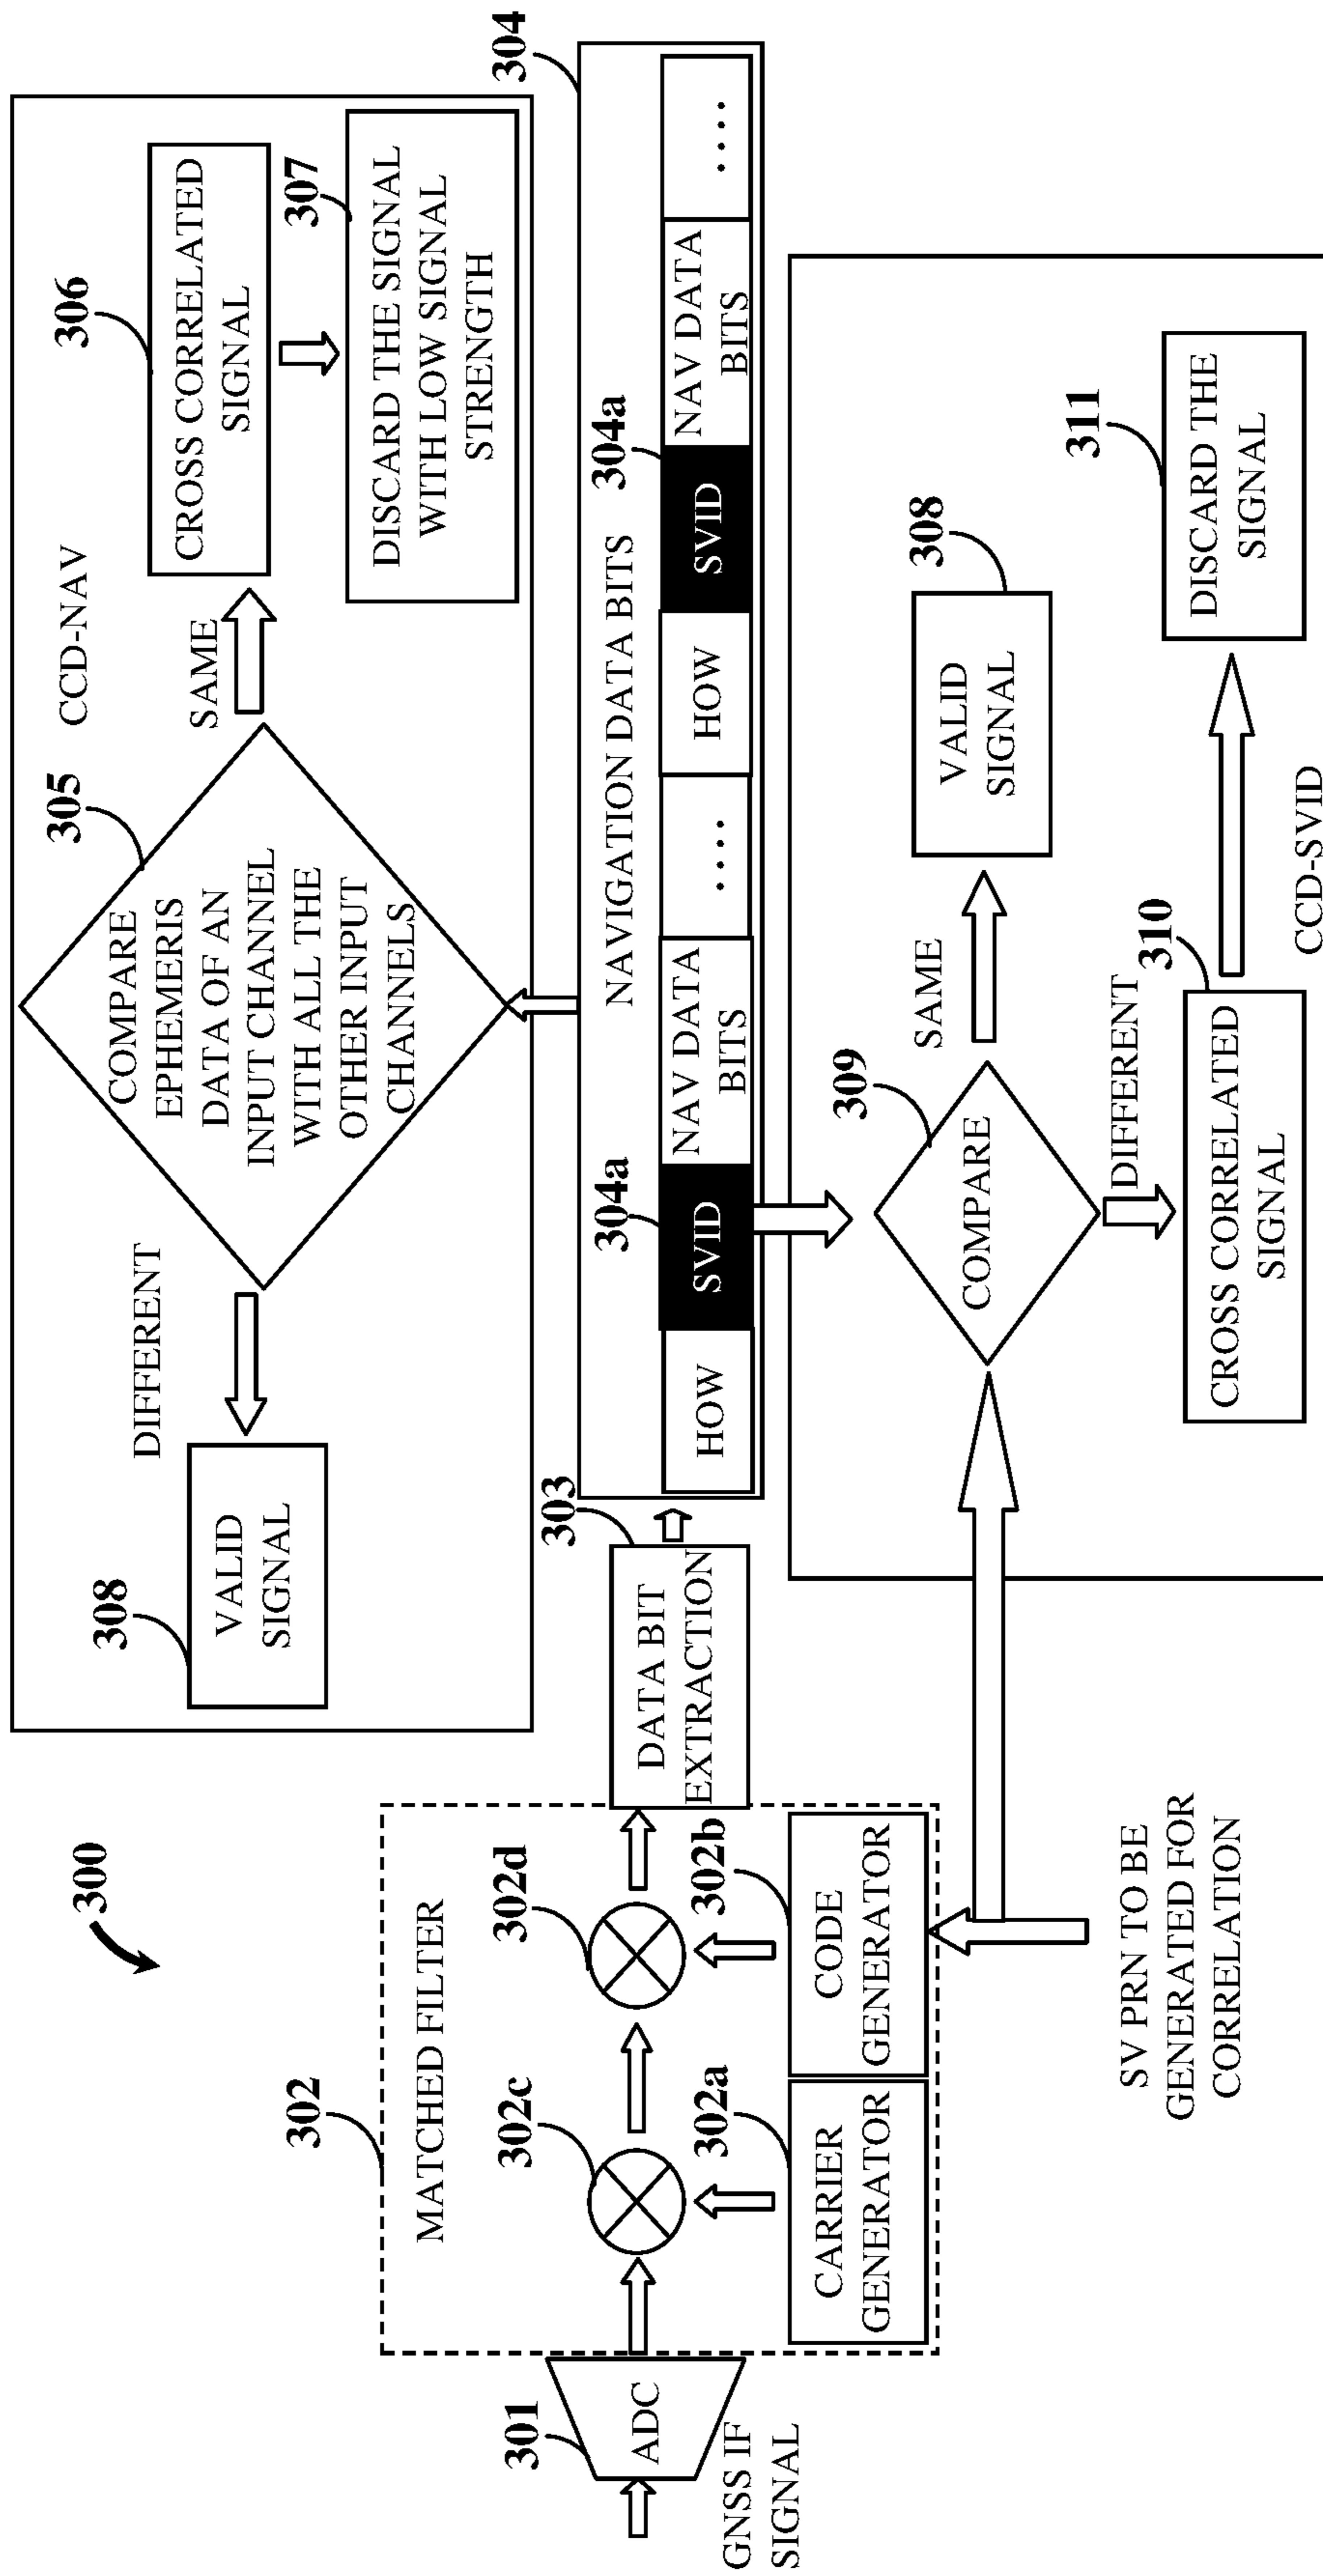 300
GNSS IF
SIGNAL
301
ADC
302
MATCHED FILTER
302c
302d
302a
CARRIER
GENERATOR
302b
CODE
GENERATOR
SV PRN TO BE
GENERATED FOR
CORRELATION
303
DATA BIT
EXTRACTION
304
NAVIGATION DATA BITS
HOW
304a
SVID
NAV DATA
BITS
....
HOW
304a
SVID
NAV DATA
BITS
....
CCD-NAV
305
COMPARE
EPHEMERIS
DATA OF AN
INPUT CHANNEL
WITH ALL THE
OTHER INPUT
CHANNELS
DIFFERENT
308
VALID
SIGNAL
SAME
306
CROSS CORRELATED
SIGNAL
307
DISCARD THE SIGNAL
WITH LOW SIGNAL
STRENGTH
309
COMPARE
SAME
308
VALID
SIGNAL
DIFFERENT
310
CROSS CORRELATED
SIGNAL
311
DISCARD THE
SIGNAL
CCD-SVID